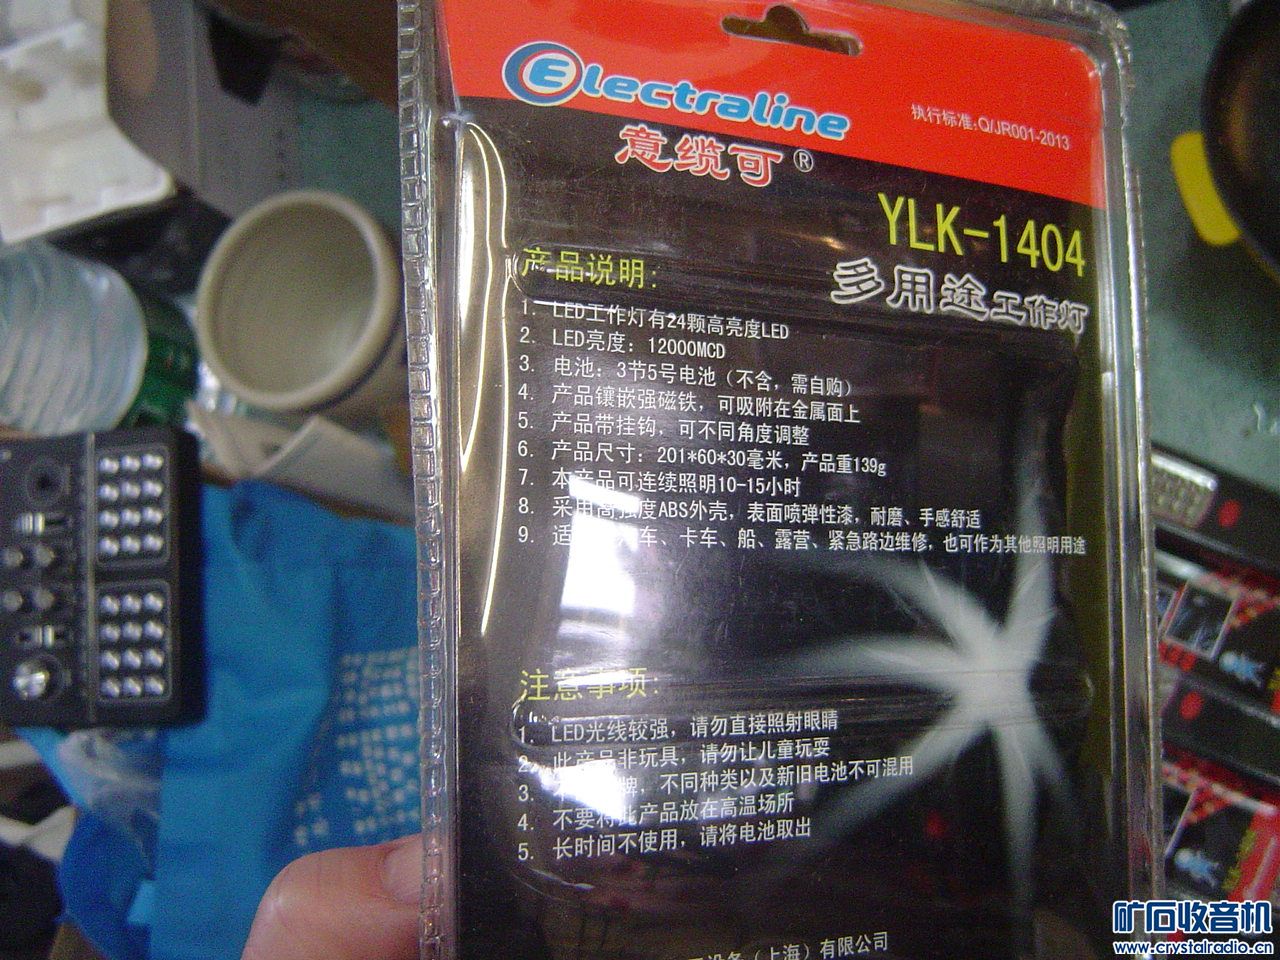 Electraline
意缆可®
执行标准:Q/JR001-2013
YLK-1404
多用途工作灯
产品说明:
1. LED工作灯有24颗高亮度LED
2. LED亮度: 12000MCD
3. 电池: 3节5号电池（不含，需自购）
4. 产品镶嵌强磁铁，可吸附在金属面上
5. 产品带挂钩，可不同角度调整
6. 产品尺寸: 201*60*30毫米，产品重139g
7. 本产品可连续照明10-15小时
8. 采用高强度ABS外壳，表面喷弹性漆，耐磨、手感舒适
9. 适 车、卡车、船、露营、紧急路边维修，也可作为其他照明用途
注意事项:
1. LED光线较强，请勿直接照射眼睛
2. 此产品非玩具，请勿让儿童玩耍
3. 不 牌，不同种类以及新旧电池不可混用
4. 不要将此产品放在高温场所
5. 长时间不使用，请将电池取出
设备（上海）有限公司
矿石收音机
www.crystalradio.cn